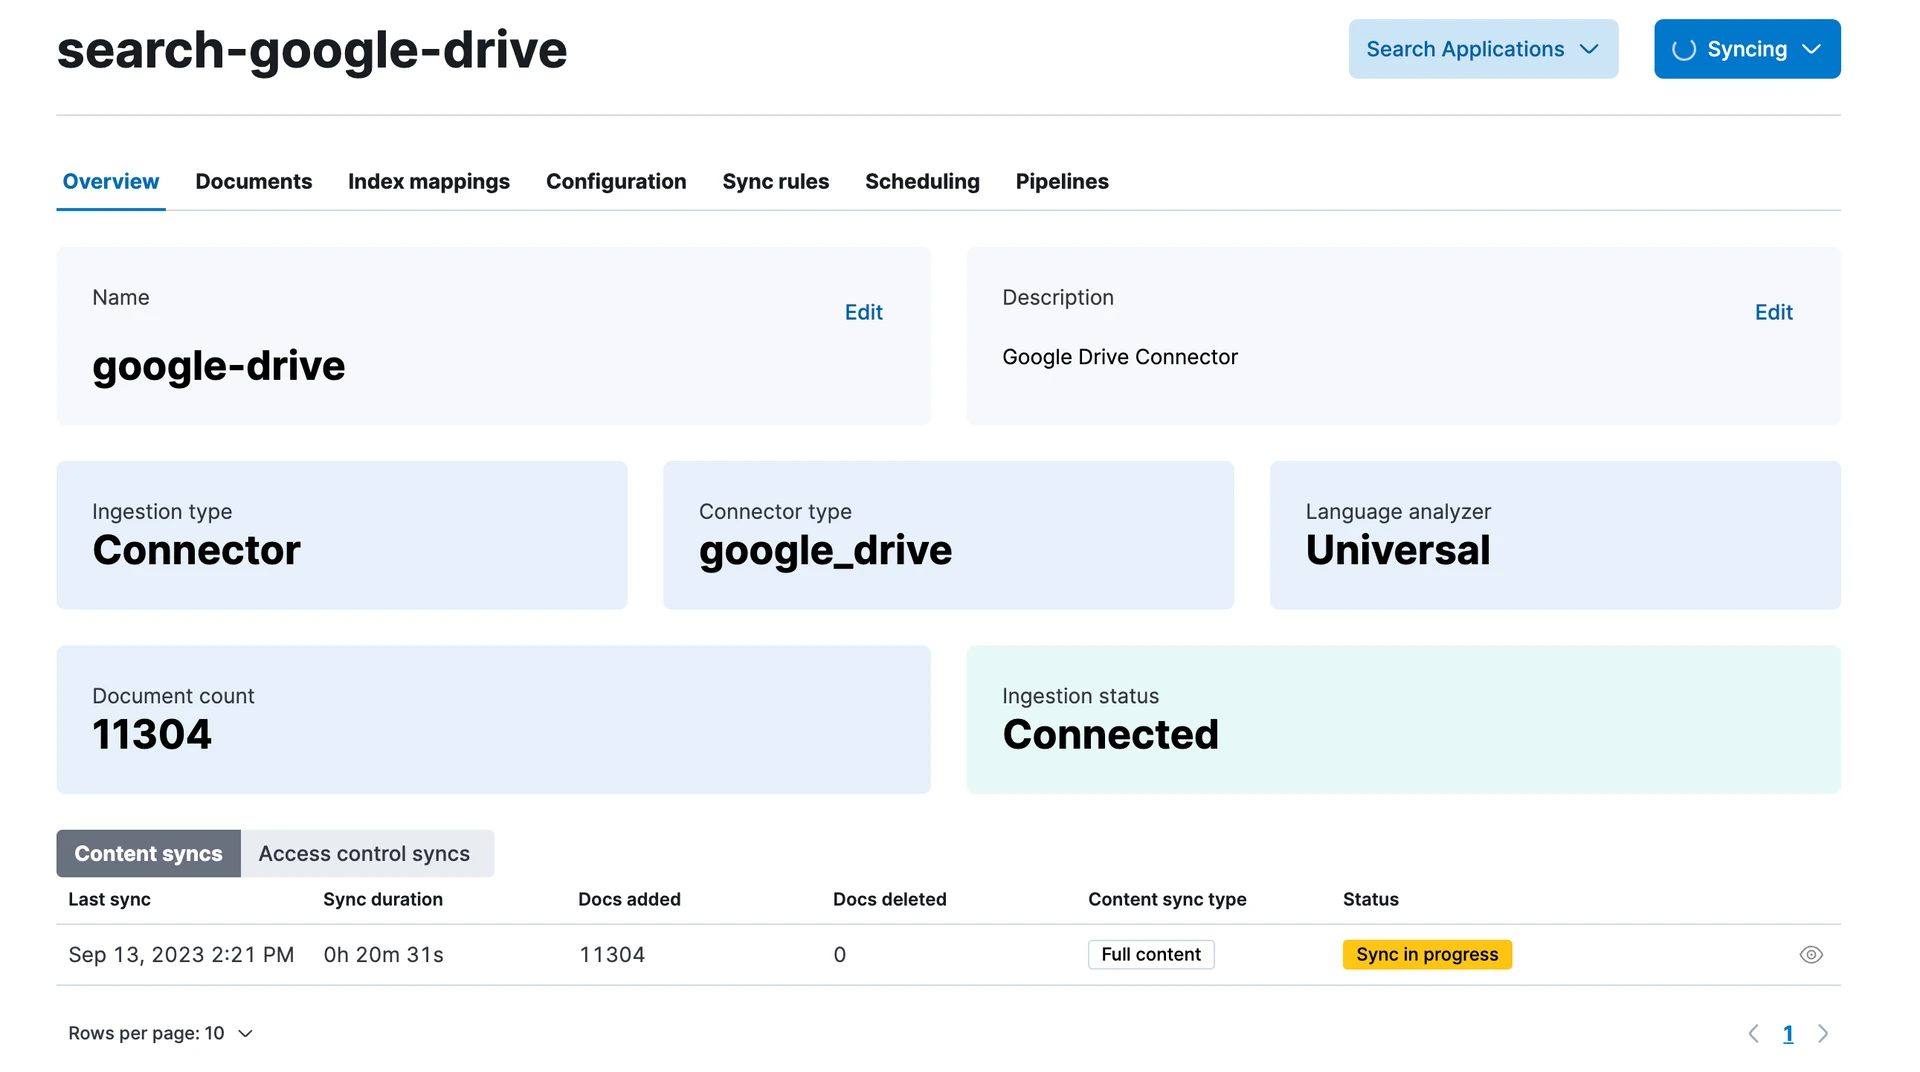 search-google-drive
Search Applications
Syncing
Overview Documents Index mappings Configuration Sync rules Scheduling Pipelines
Name
Edit
google-drive
Description
Edit
Google Drive Connector
Ingestion type
Connector
Connector type
google_drive
Language analyzer
Universal
Document count
11304
Ingestion status
Connected
Content syncs Access control syncs
Last sync Sync duration Docs added Docs deleted Content sync type Status
Sep 13, 2023 2:21 PM 0h 20m 31s 11304 0 Full content Sync in progress
Rows per page: 10
1